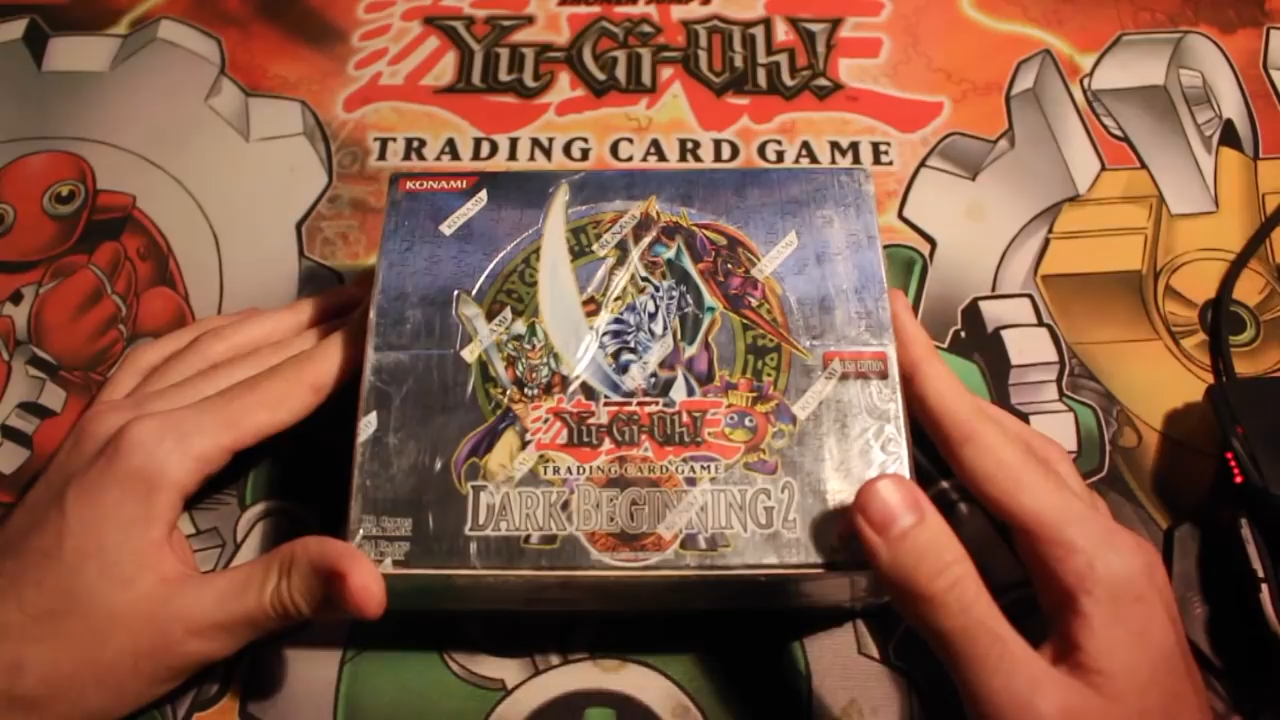 Yu-Gi-Oh!
TRADING CARD GAME
KONAMI
KONAMI
KONAMI
KONAMI
EDITION
KONAMI
Yu-Gi-Oh!
TRADING CARD GAME
DARK BEGINNING 2